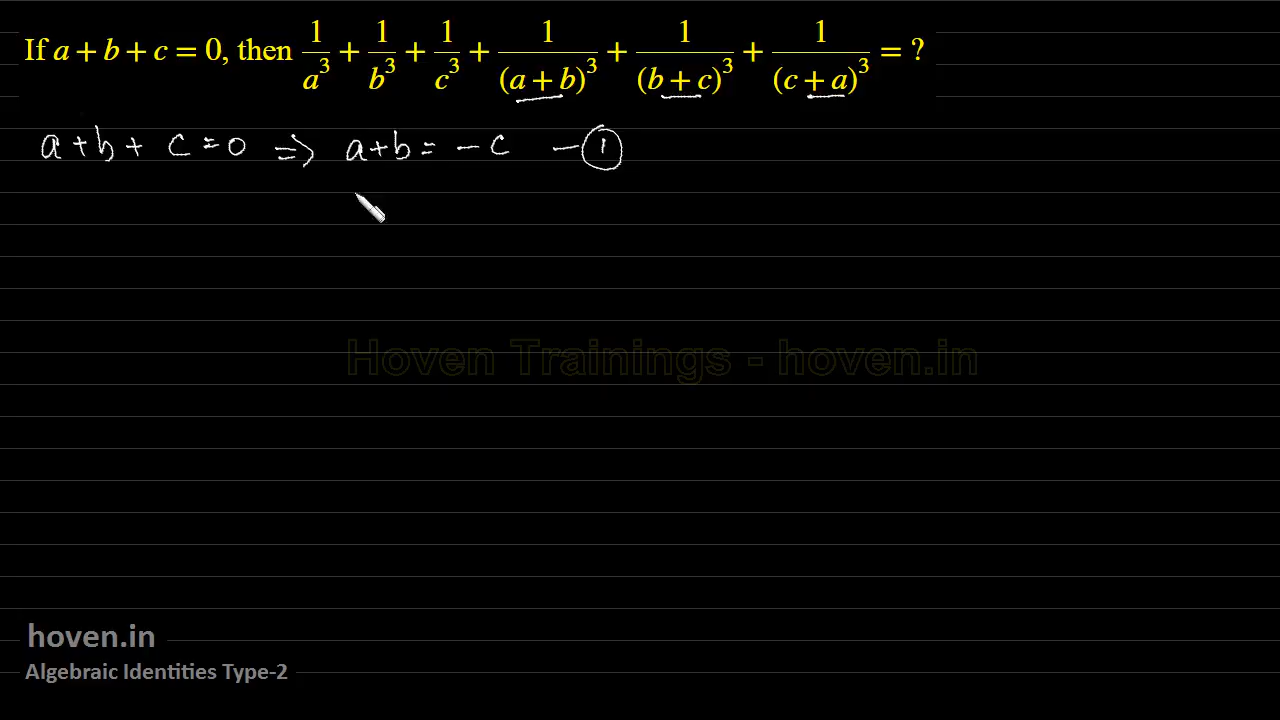 If a + b + c = 0, then 1/a³ + 1/b³ + 1/c³ + 1/(a + b)³ + 1/(b + c)³ + 1/(c + a)³ = ?
a + b + c = 0 ⇒ a + b = - c - ①
Hoven Trainings - hoven.in
hoven.in
Algebraic Identities Type-2